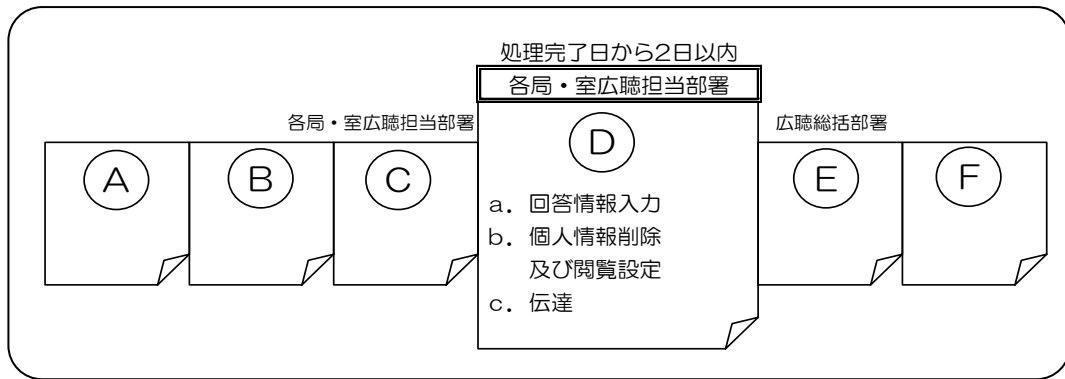 処理完了日から2日以内
各局・室広聴担当部署
各局・室広聴担当部署
広聴総括部署
A
B
C
D
E
F
a．回答情報入力
b．個人情報削除
及び閲覧設定
c．伝達